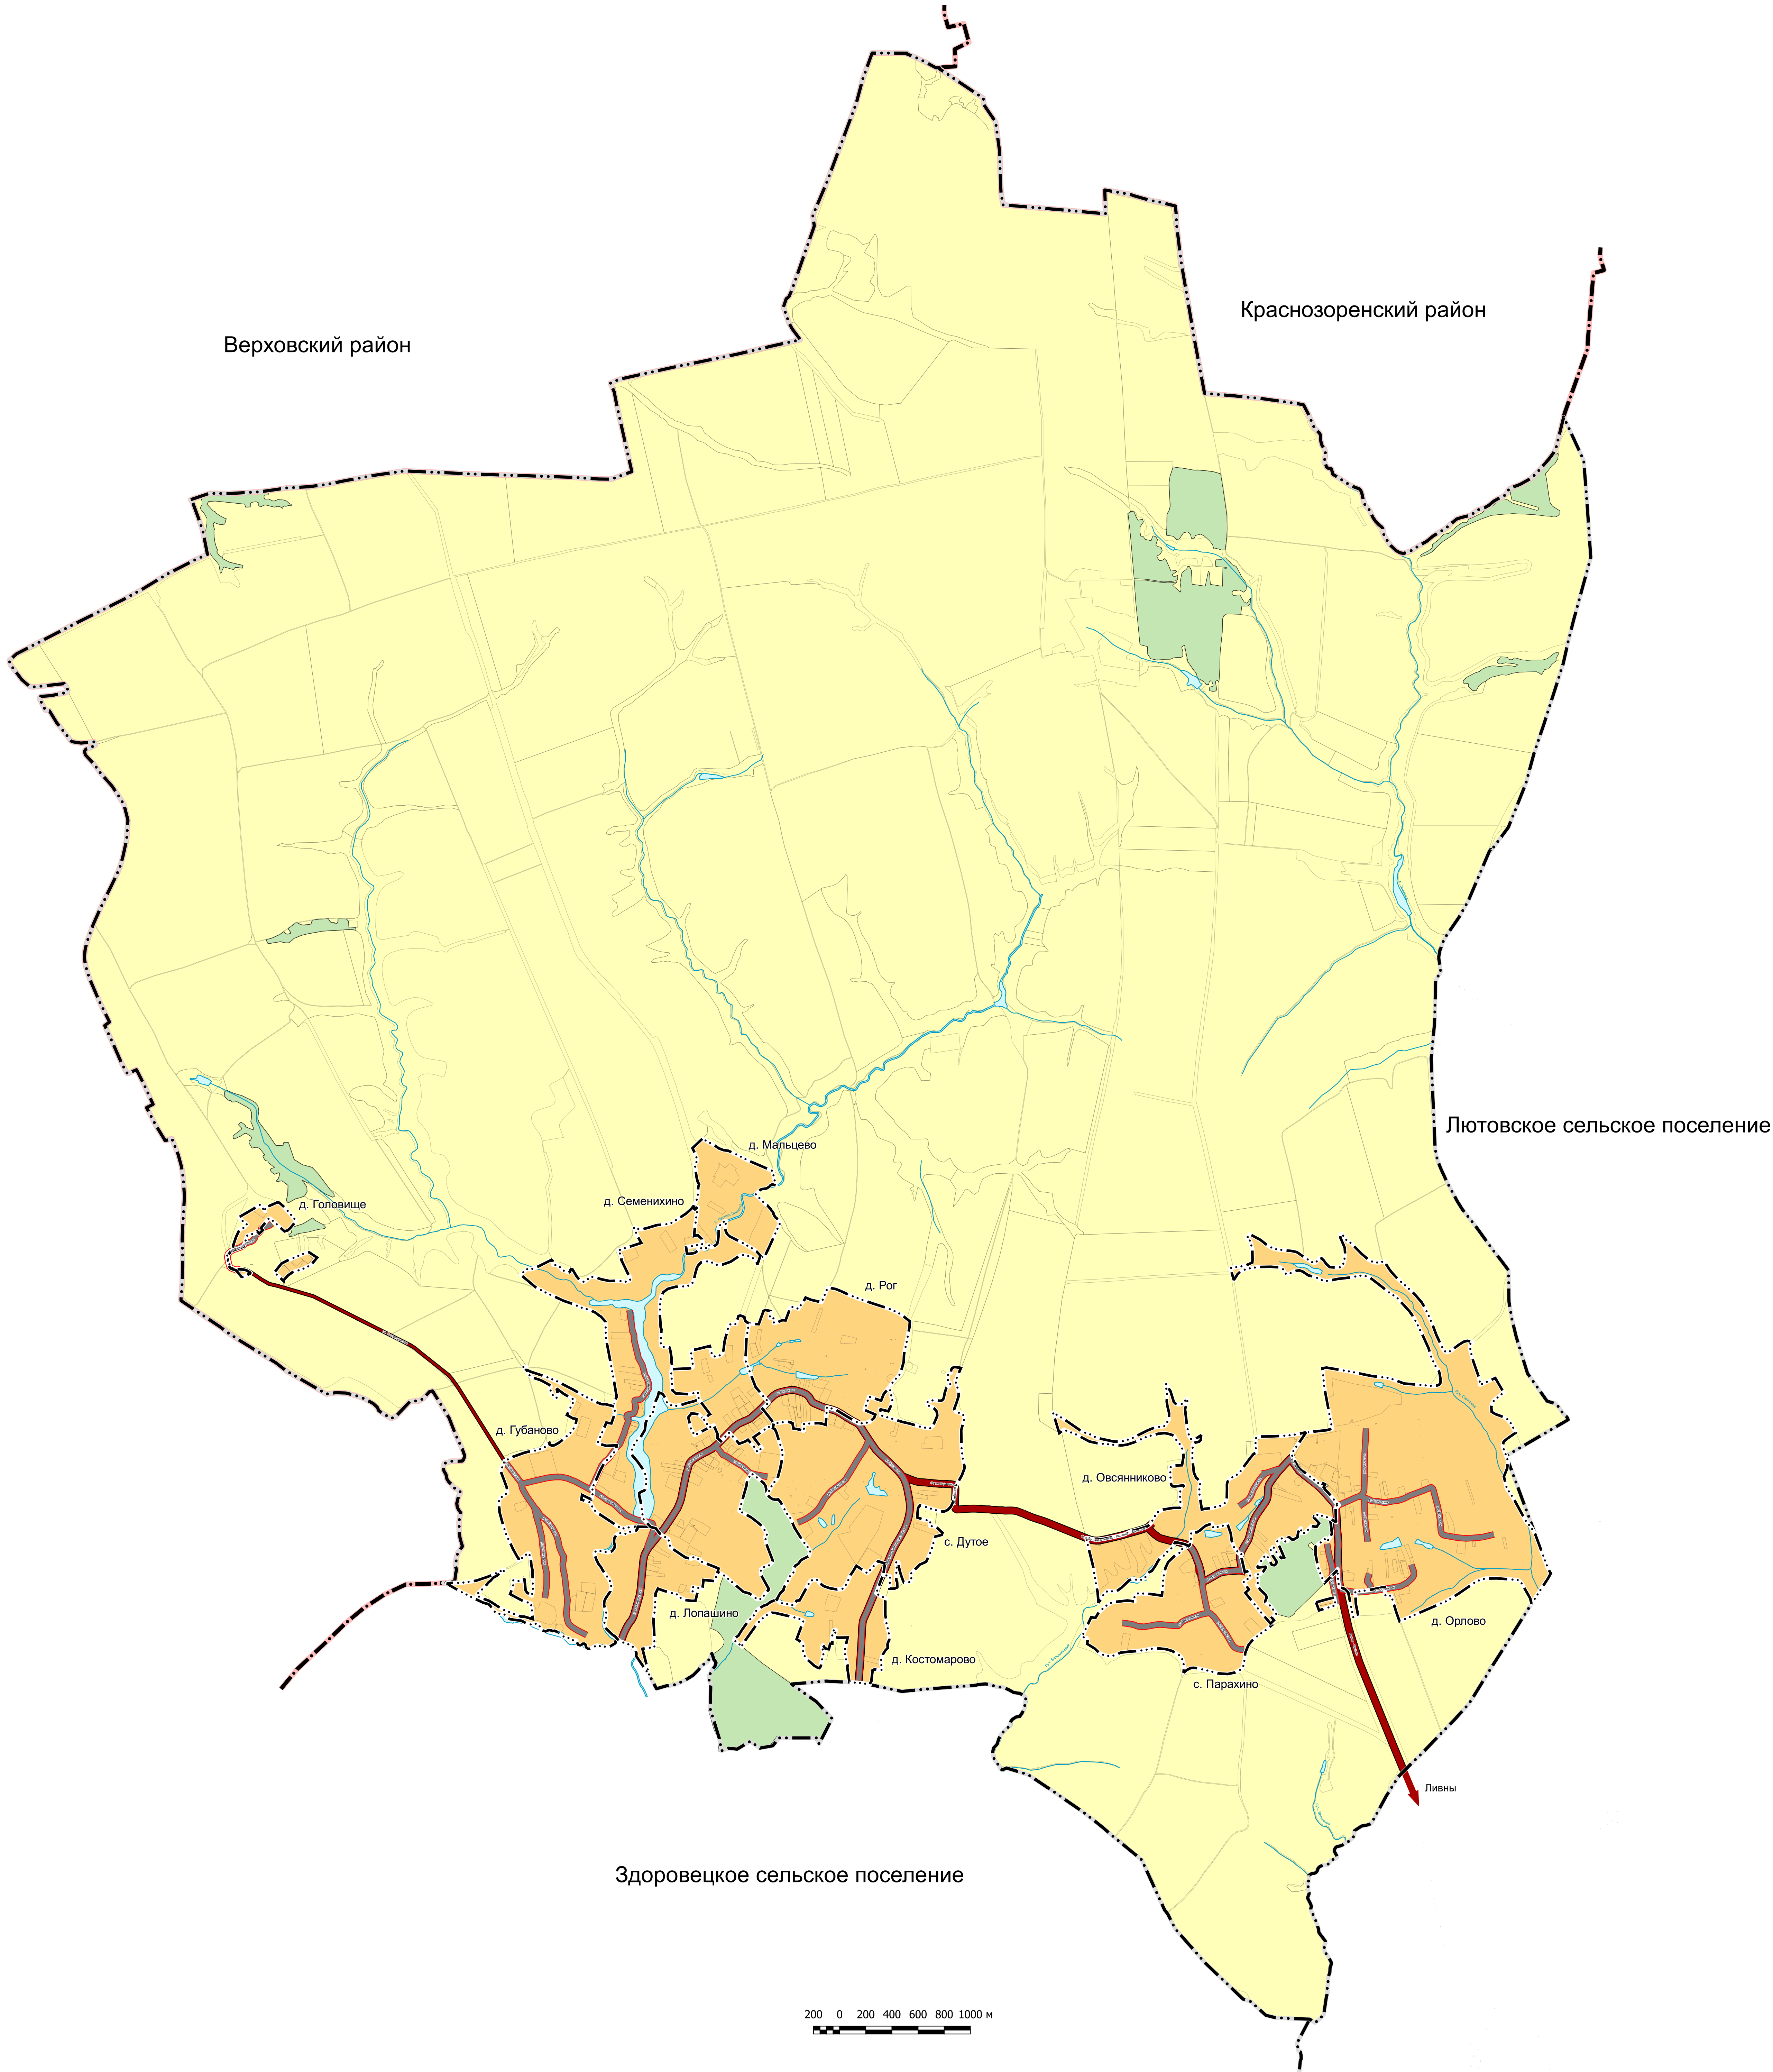 Краснозоренский район
Верховский район
Лютовское сельское поселение
д. Мальцево
д. Семенихино
д. Головище
д. Рог
д. Губаново
д. Овсянниково
с. Дутое
д. Лопашино
д. Орлово
д. Костомарово
с. Парахино
Ливны
Здоровецкое сельское поселение
200 0 200 400 600 800 1000 м